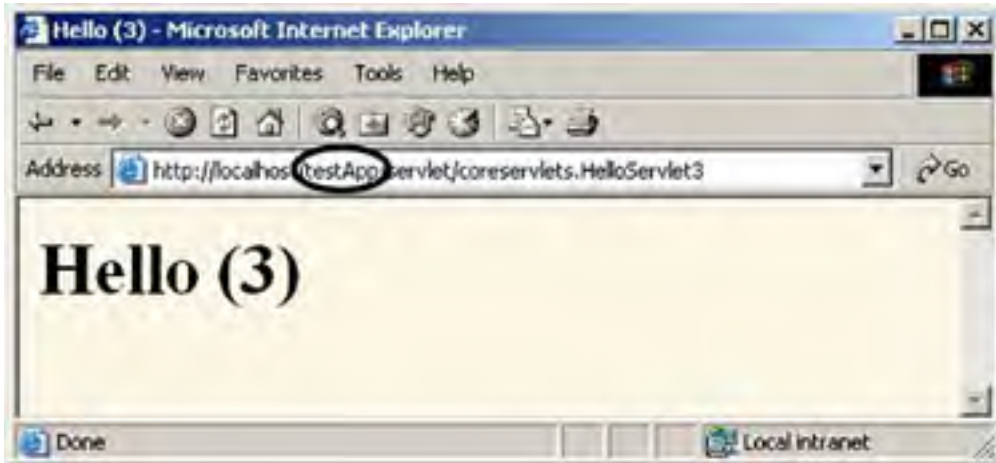 Hello (3) - Microsoft Internet Explorer
File Edit View Favorites Tools Help
Address http://localhos testApp servlet/coreservlets.HelloServlet3 Go
Hello (3)
Done Local intranet